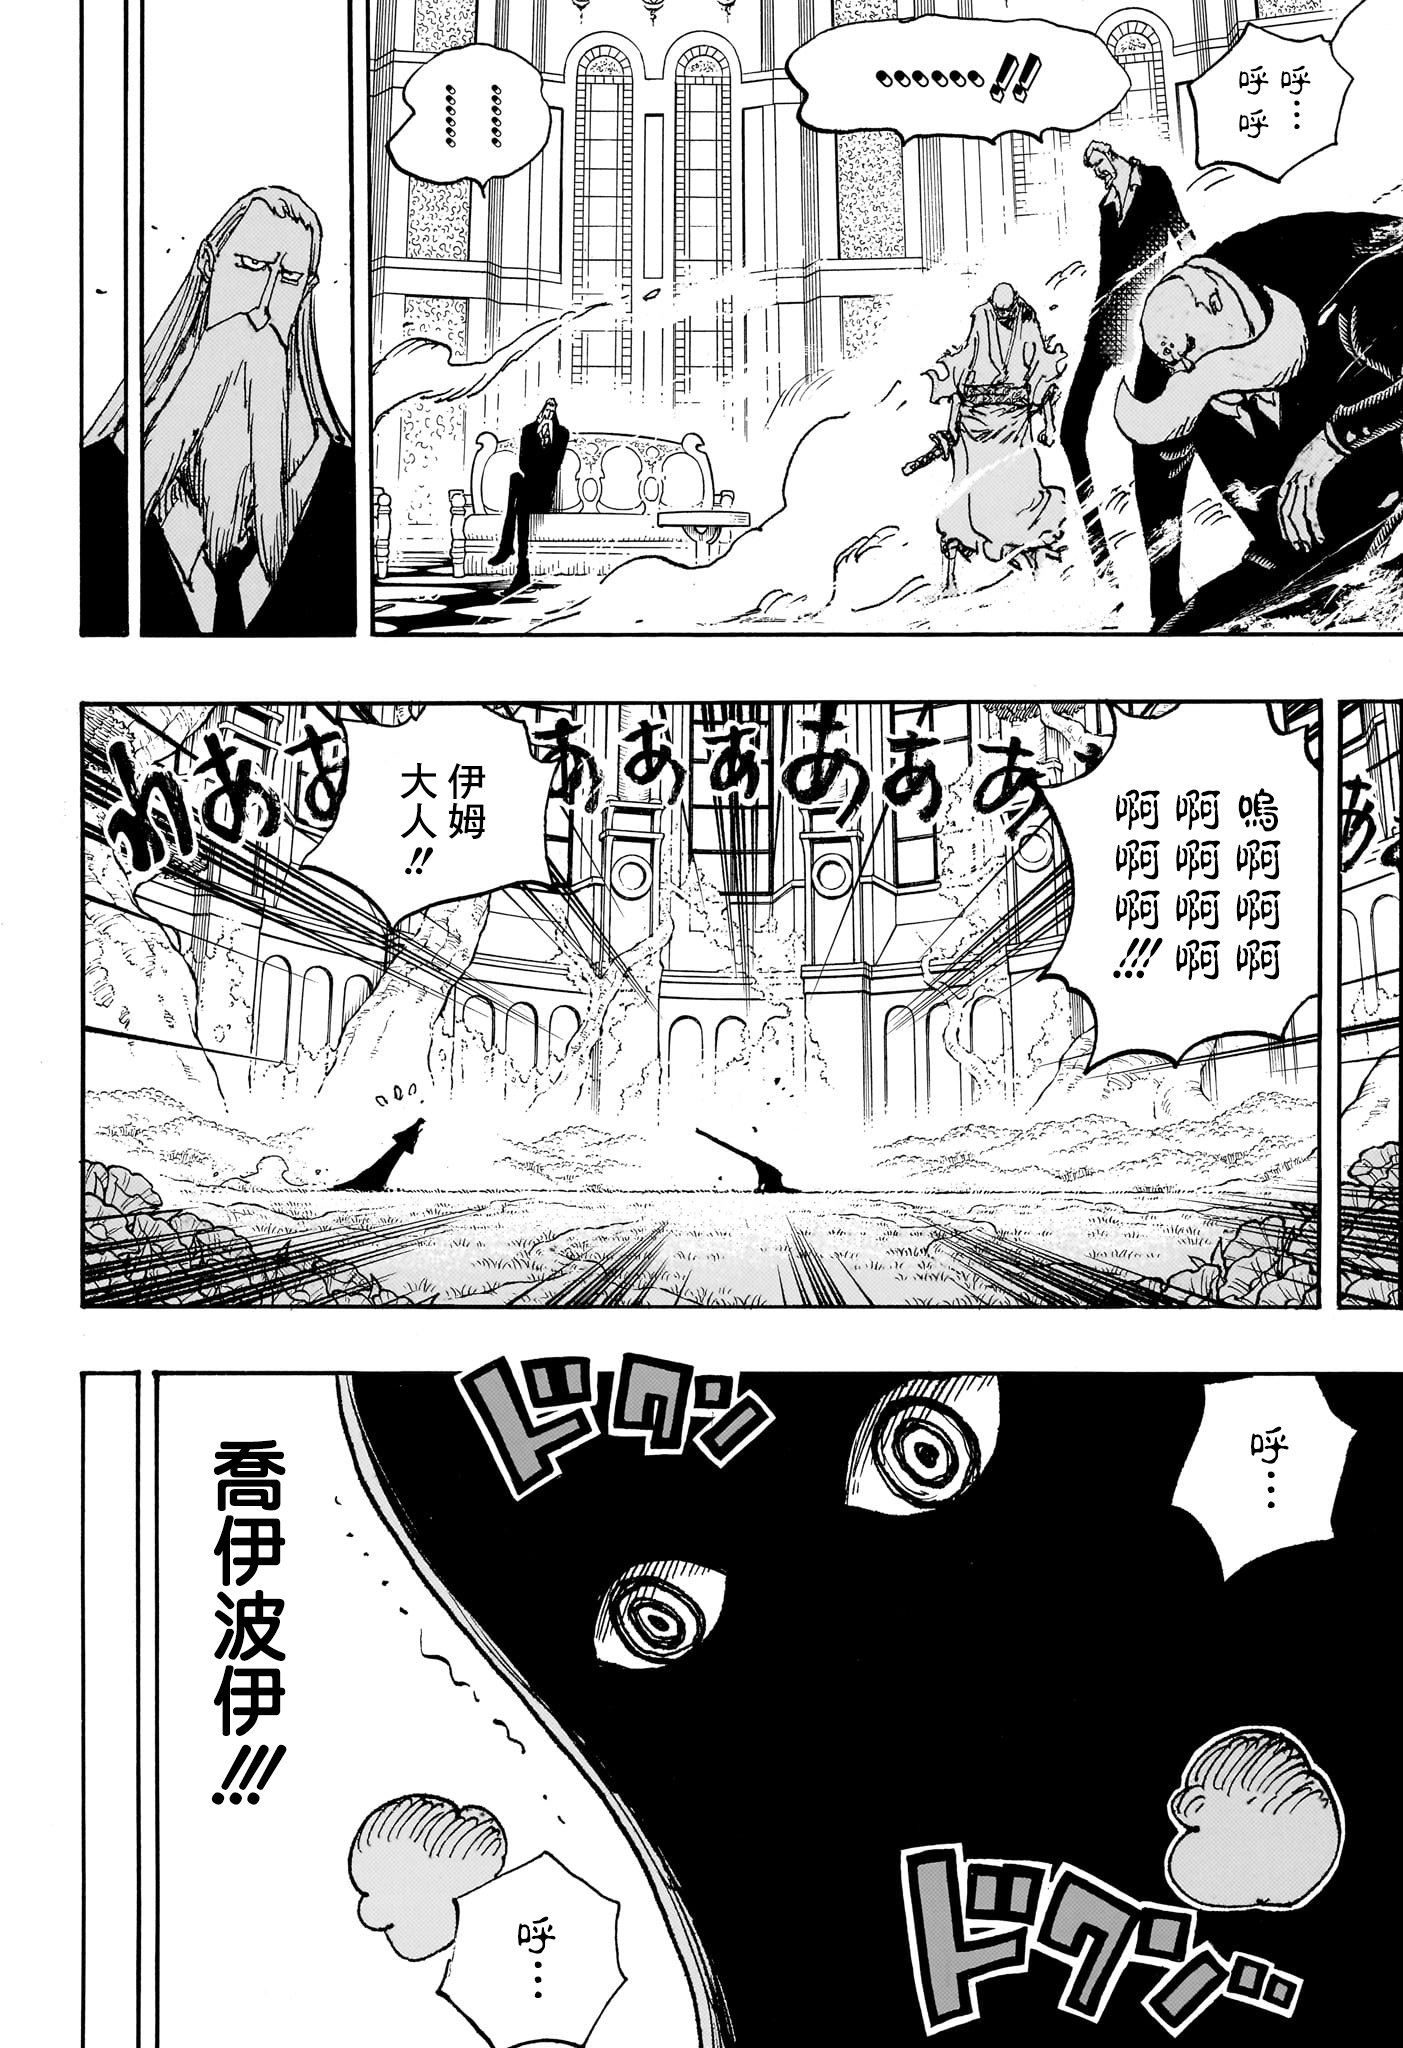 呼…
呼呼
……!!
…… ……
嗚啊啊啊
啊啊啊啊
啊啊啊!!!
あぁ
あああああああぁ
伊姆
大人!!
呼…
ドクン
喬伊波伊!!!
呼…
ドクン